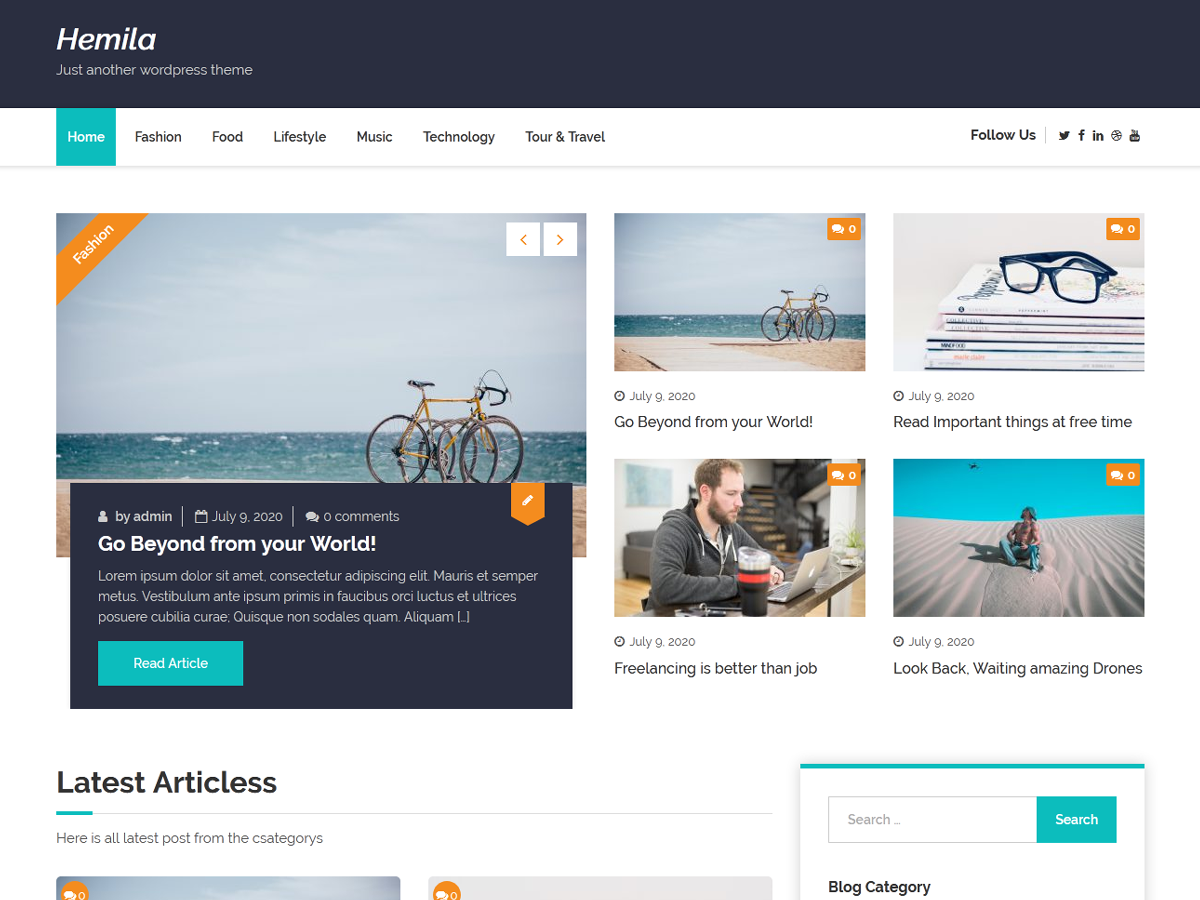 Hemila
Just another wordpress theme
Home Fashion Food Lifestyle Music Technology Tour & Travel
Follow Us
Fashion
by admin July 9, 2020 0 comments
Go Beyond from your World!
Lorem ipsum dolor sit amet, consectetur adipiscing elit. Mauris et semper
metus. Vestibulum ante ipsum primis in faucibus orci luctus et ultrices
posuere cubilia curae; Quisque non sodales quam. Aliquam […]
Read Article
0
July 9, 2020
Go Beyond from your World!
0
COLLECTIVE
COLLECTIVE
MINDFOOD
marie claire
July 9, 2020
Read Important things at free time
0
July 9, 2020
Freelancing is better than job
0
July 9, 2020
Look Back, Waiting amazing Drones
Latest Articless
Here is all latest post from the csategorys
0
0
Search …
Search
Blog Category